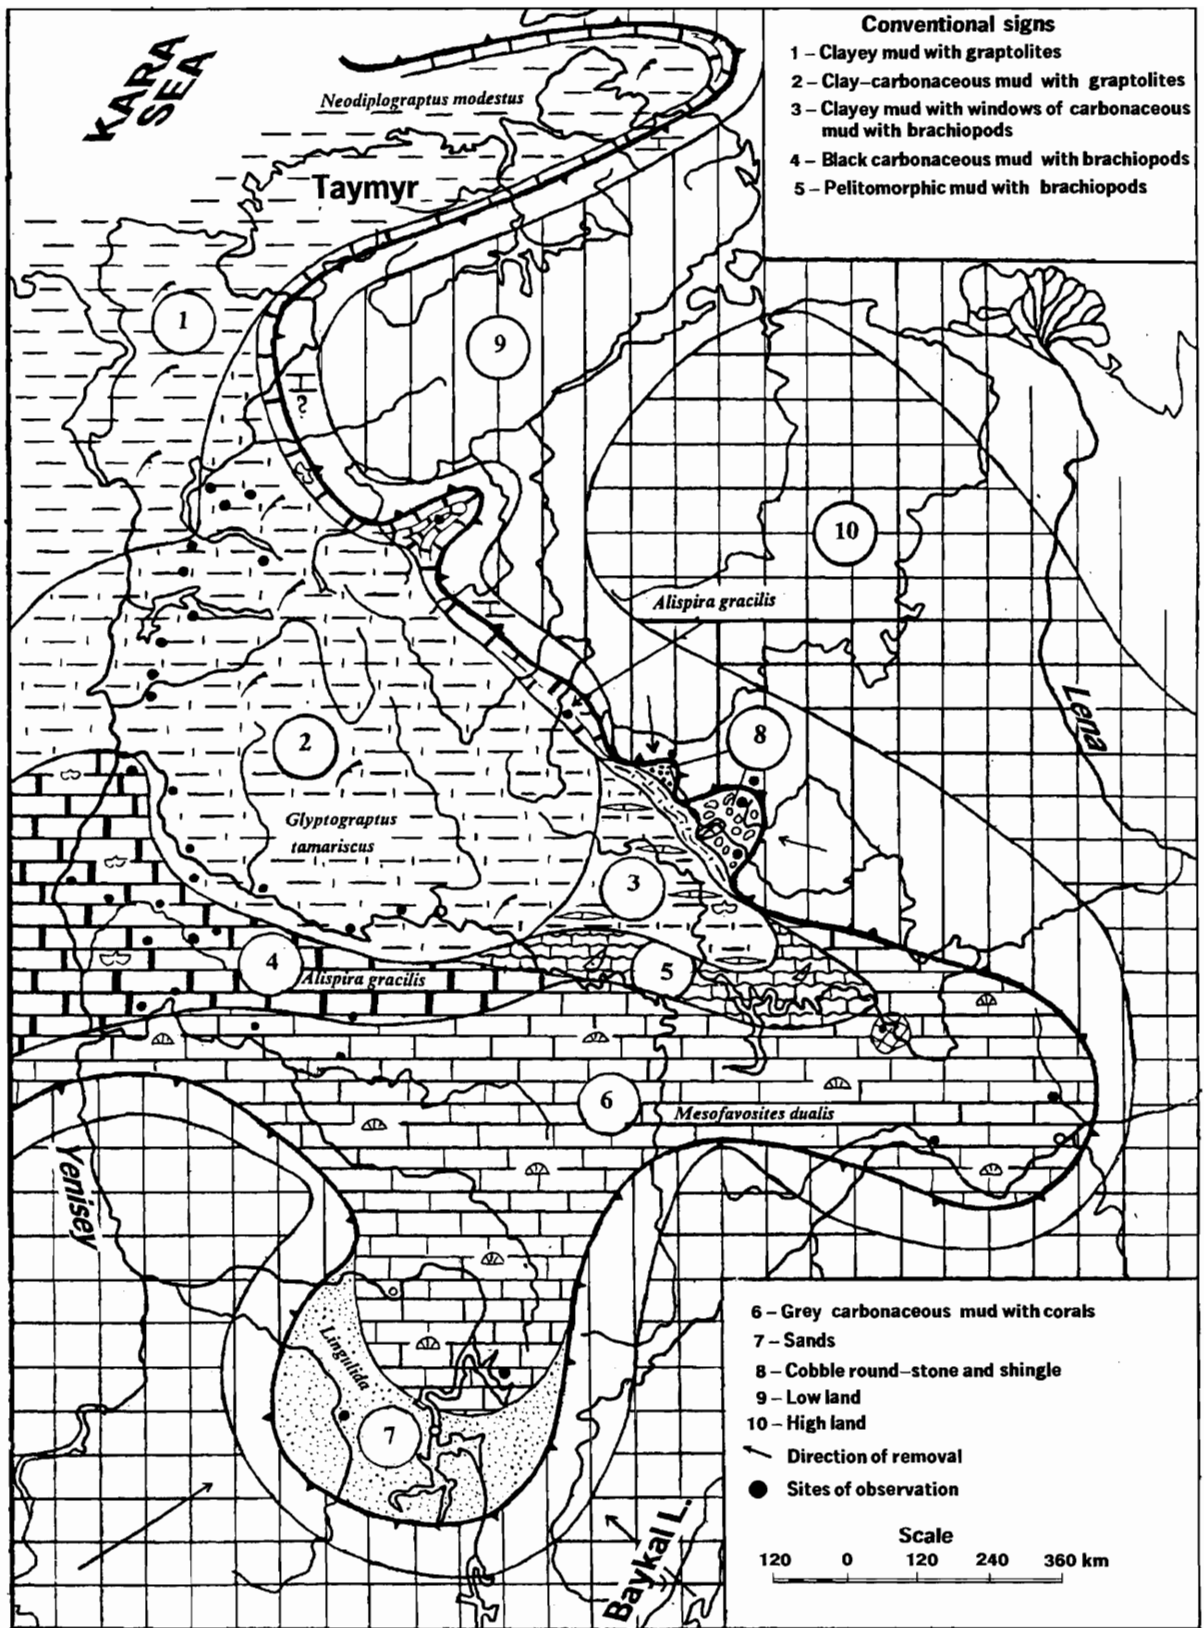 KARA
SEA
Conventional signs
1 – Clayey mud with graptolites
2 – Clay–carbonaceous mud with graptolites
3 – Clayey mud with windows of carbonaceous
mud with brachiopods
4 – Black carbonaceous mud with brachiopods
5 – Pelitomorphic mud with brachiopods
Neodiplograptus modestus
Taymyr
1
9
?
10
Alispira gracilis
Lena
2
8
Glyptograptus
tamariscus
3
4
Alispira gracilis
5
6
Mesofavosites dualis
Yenisey
Lingulida
7
Baykal L.
6 – Grey carbonaceous mud with corals
7 – Sands
8 – Cobble round–stone and shingle
9 – Low land
10 – High land
Direction of removal
Sites of observation
Scale
120 0 120 240 360 km